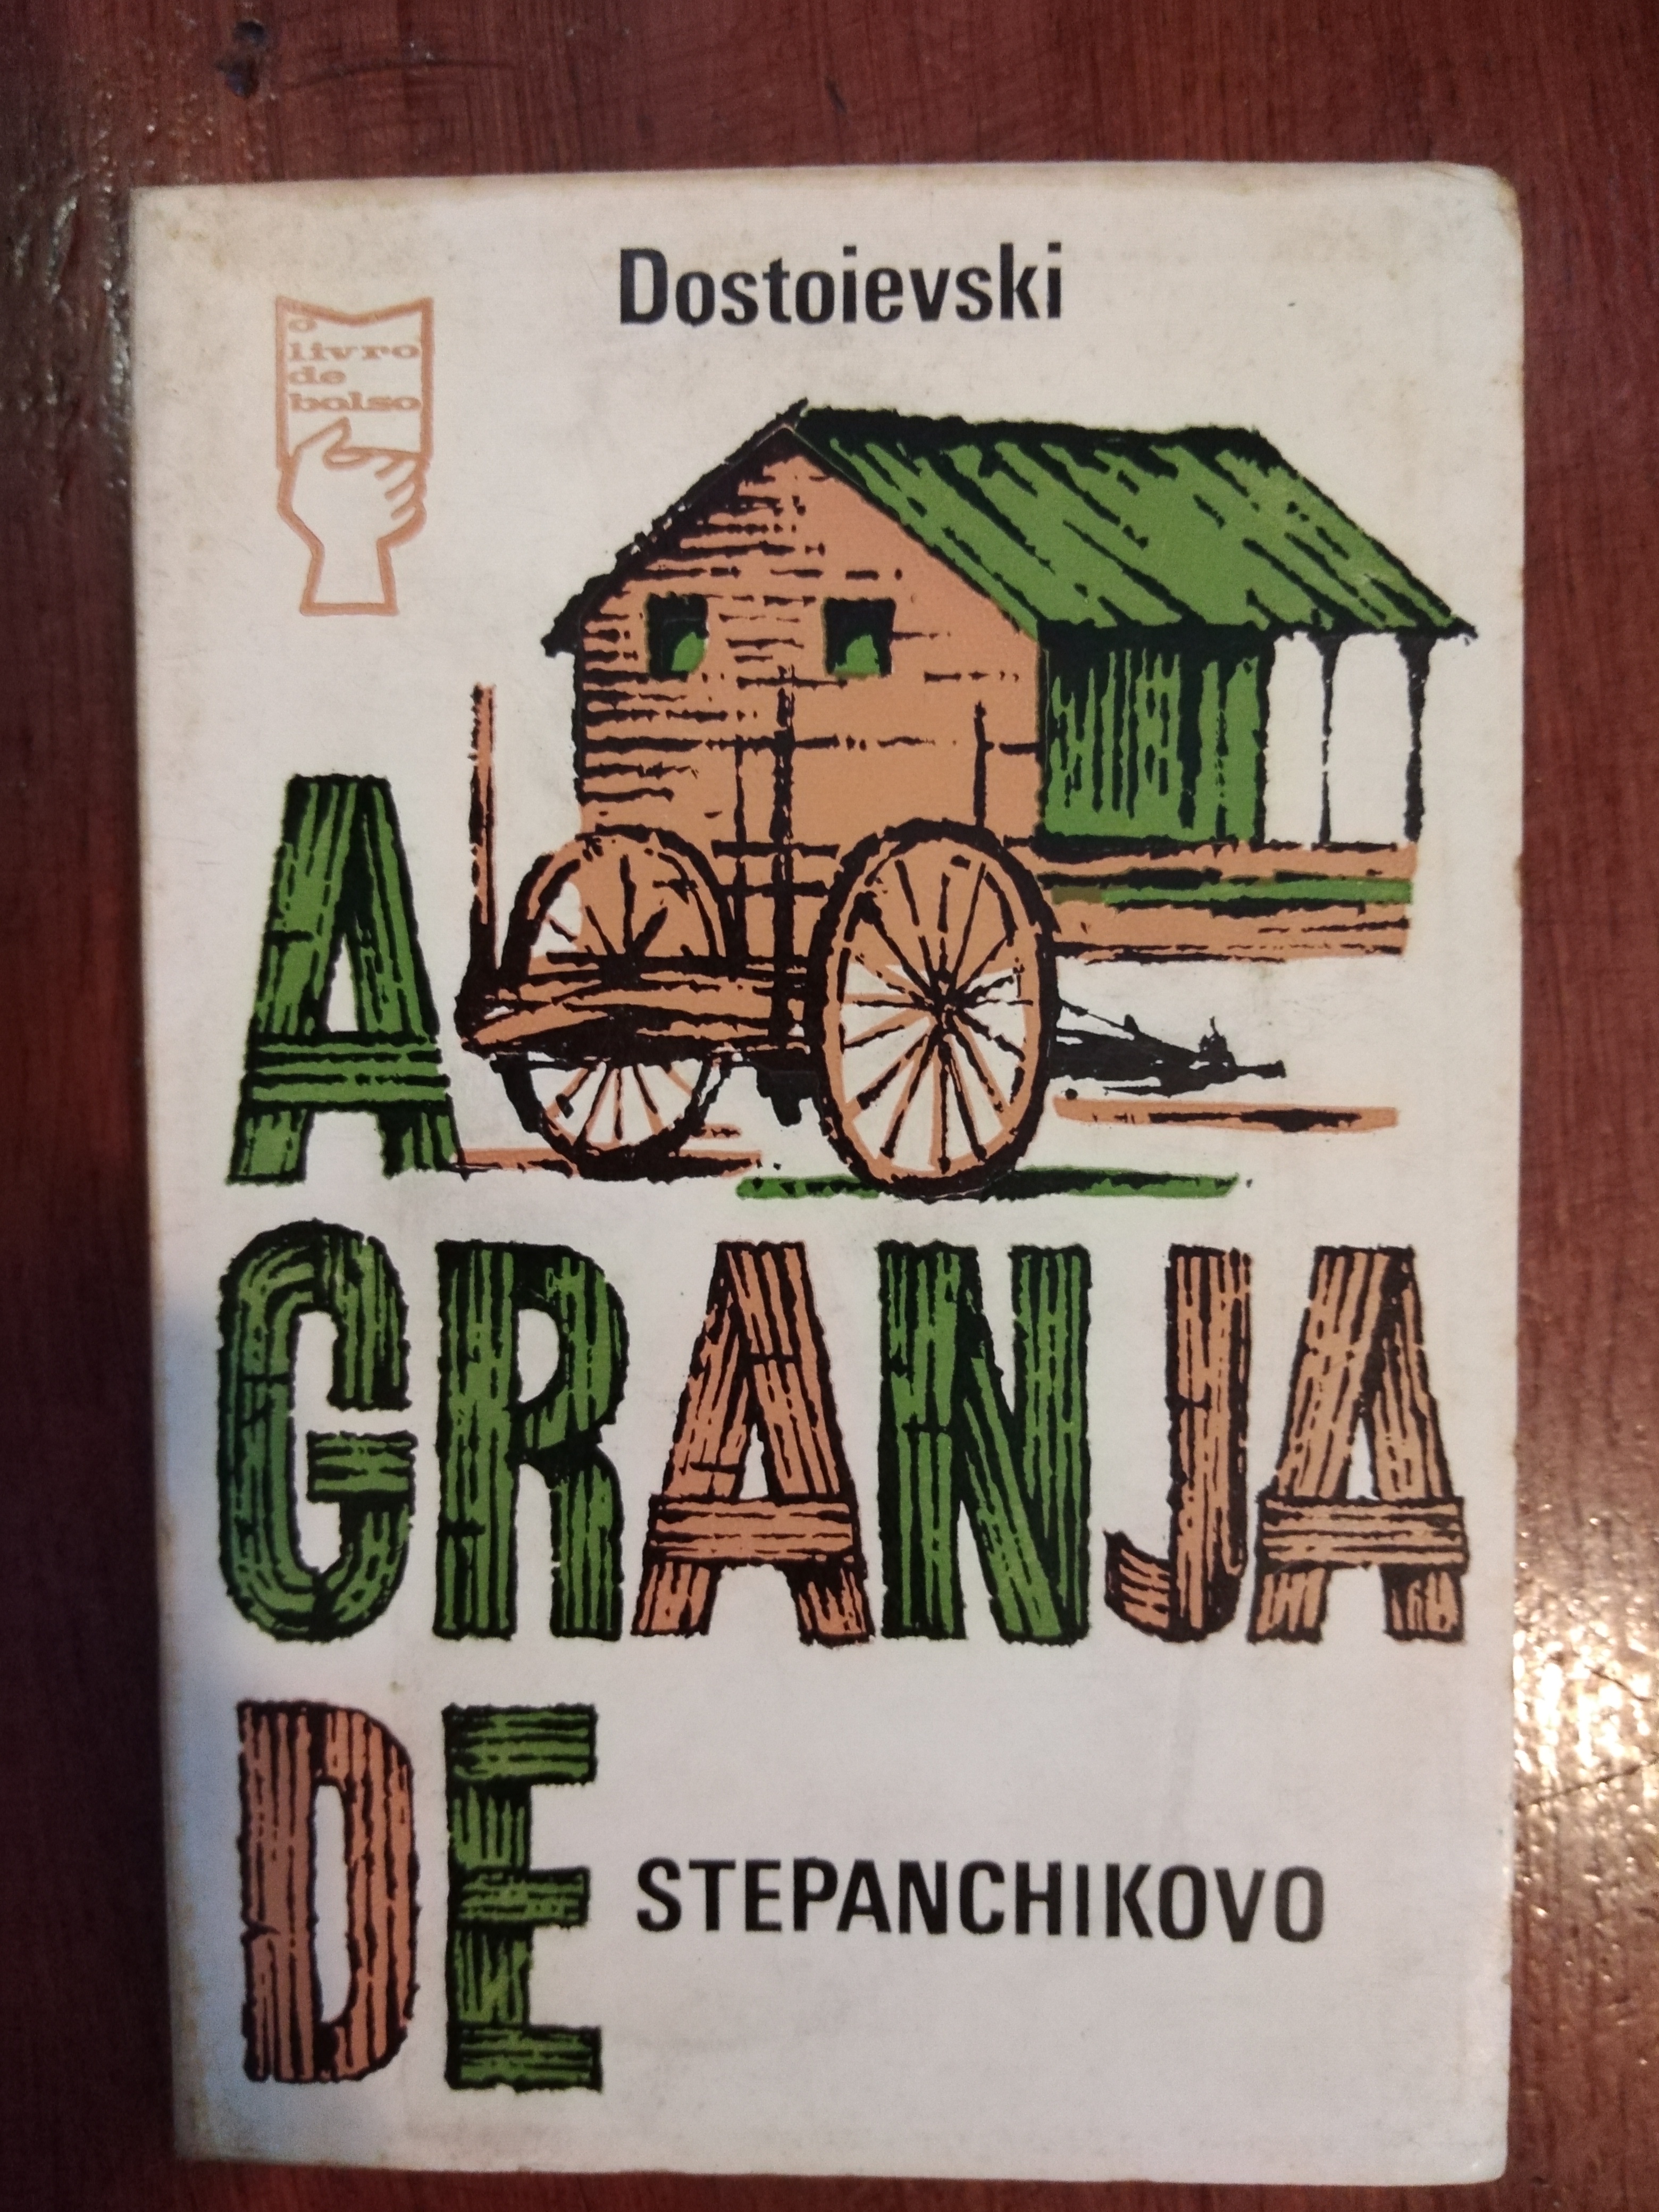 Dostoievski
o
livro
de
bolso
A
GRANJA
DE STEPANCHIKOVO